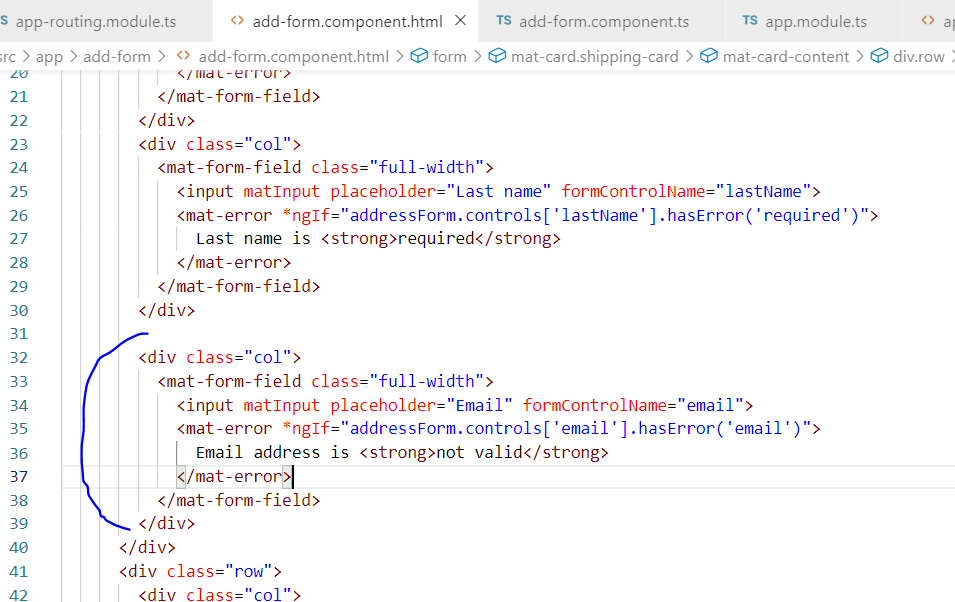 S app-routing.module.ts <> add-form.component.html × TS add-form.component.ts TS app.module.ts <> ap
src > app > add-form > <> add-form.component.html > form > mat-card.shipping-card > mat-card-content > div.row >
20 </mat-error>
21 </mat-form-field>
22 </div>
23 <div class="col">
24 <mat-form-field class="full-width">
25 <input matInput placeholder="Last name" formControlName="lastName">
26 <mat-error *ngIf="addressForm.controls['lastName'].hasError('required')">
27 Last name is <strong>required</strong>
28 </mat-error>
29 </mat-form-field>
30 </div>
31
32 <div class="col">
33 <mat-form-field class="full-width">
34 <input matInput placeholder="Email" formControlName="email">
35 <mat-error *ngIf="addressForm.controls['email'].hasError('email')">
36 Email address is <strong>not valid</strong>
37 </mat-error>
38 </mat-form-field>
39 </div>
40 </div>
41 <div class="row">
42 <div class="col">